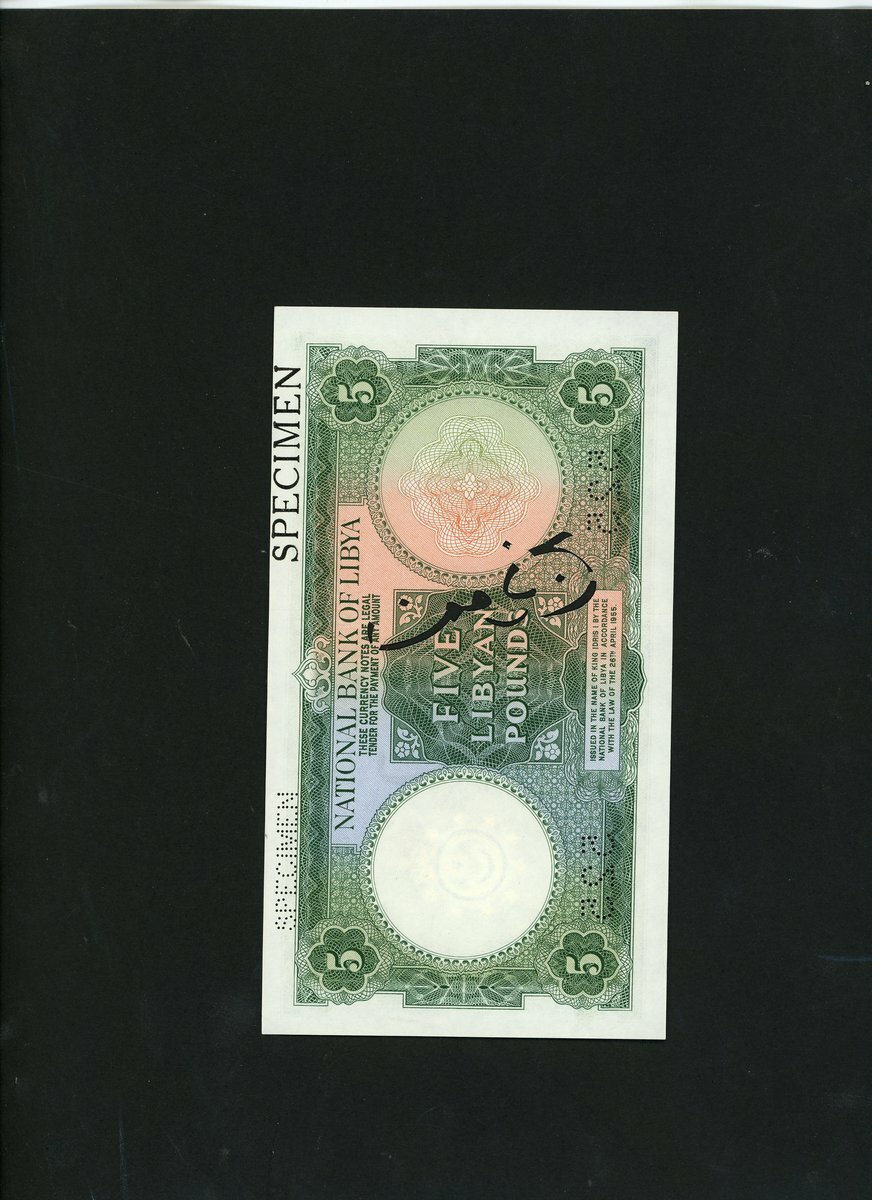 SPECIMEN SPECIMEN
5 5
NATIONAL BANK OF LIBYA
THESE CURRENCY NOTES ARE LEGAL
TENDER FOR THE PAYMENT OF ANY AMOUNT
FIVE
LIBYAN
POUNDS
ISSUED IN THE NAME OF KING IDRIS I BY THE
NATIONAL BANK OF LIBYA IN ACCORDANCE
WITH THE LAW OF THE 26TH APRIL 1955.
5 5